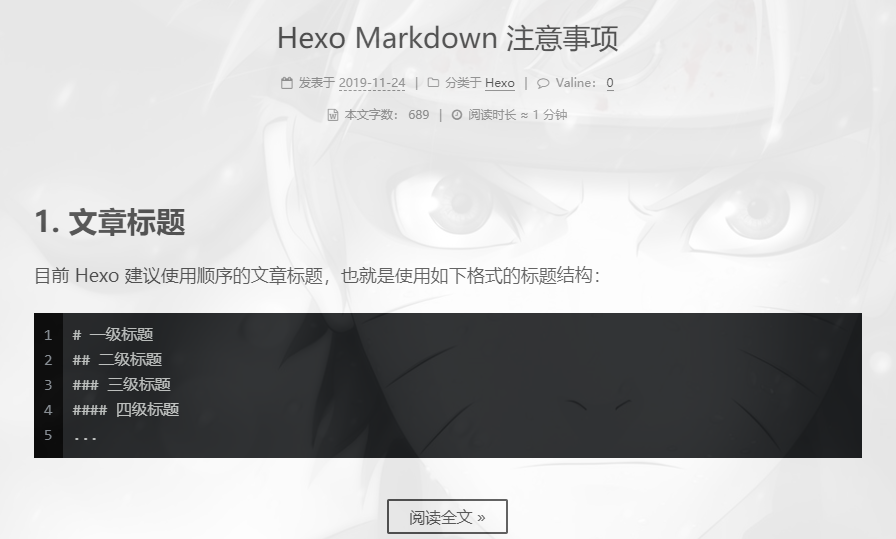 Hexo Markdown 注意事项
发表于 2019-11-24 | 分类于 Hexo | Valine： 0
本文字数： 689 | 阅读时长 ≈ 1 分钟
1. 文章标题
目前 Hexo 建议使用顺序的文章标题，也就是使用如下格式的标题结构：
1 # 一级标题
2 ## 二级标题
3 ### 三级标题
4 #### 四级标题
5 ...
阅读全文 »